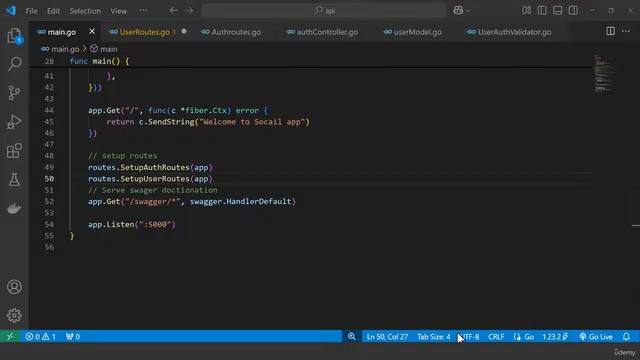 File Edit Selection ··· api
main.go UserRoutes.go 1 Authroutes.go authController.go userModel.go UserAuthValidator.go
main.go > main
28 func main() {
41 },
42 }))
43
44 app.Get("/", func(c *fiber.Ctx) error {
45 return c.SendString("Welcome to Socail app")
46 })
47
48 // setup routes
49 routes.SetupAuthRoutes(app)
50 routes.SetupUserRoutes(app)
51 // Serve swager doctionation
52 app.Get("/swagger/*", swagger.HandlerDefault)
53
54 app.Listen(":5000")
55 }
56
0 1 0 Ln 50, Col 27 Tab Size: 4 UTF-8 CRLF Go 1.23.2 Go Live
Udemy